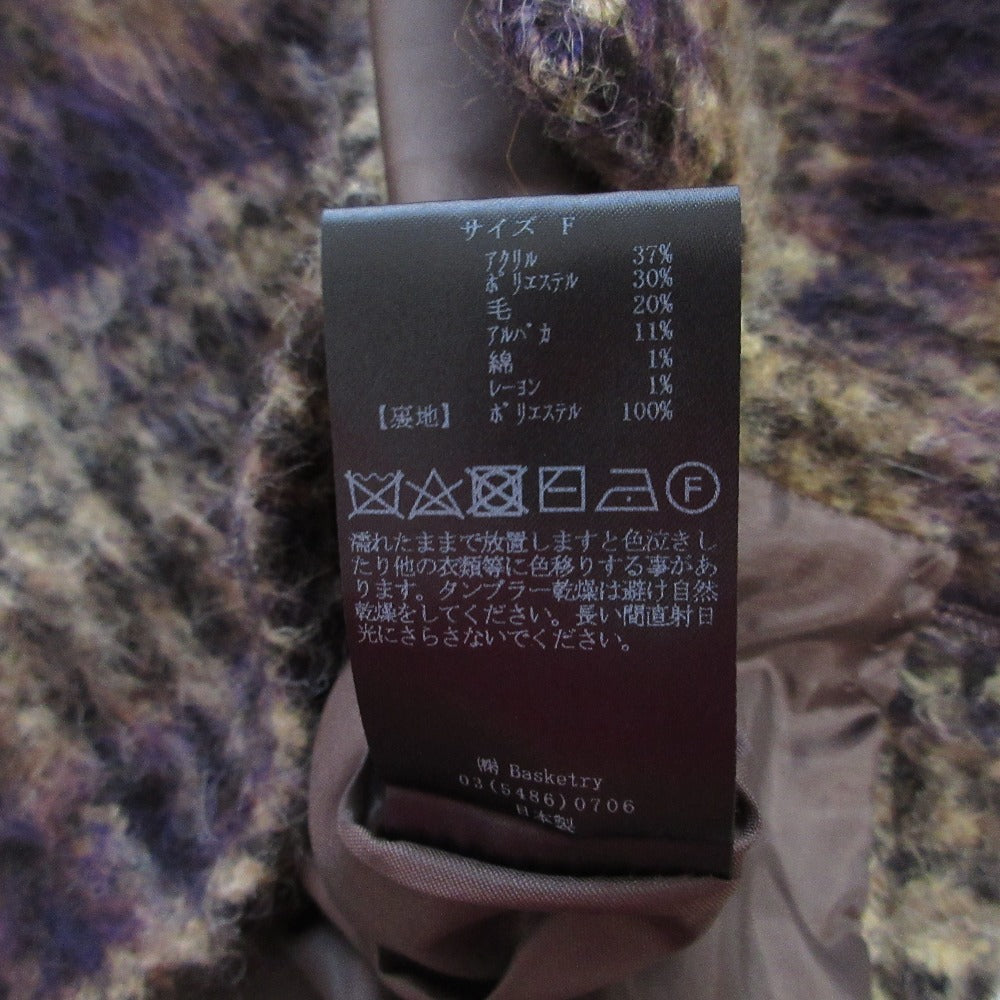 サイズ F
アクリル 37%
ポリエステル 30%
毛 20%
アルパカ 11%
綿 1%
レーヨン 1%
【裏地】 ポリエステル 100%
F
濡れたままで放置しますと色泣きし
たり他の衣類等に色移りする事があ
ります。タンブラー乾燥は避け自然
乾燥をしてください。長い間直射日
光にさらさないでください。
㈱ Basketry
03(5486)0706
日本製